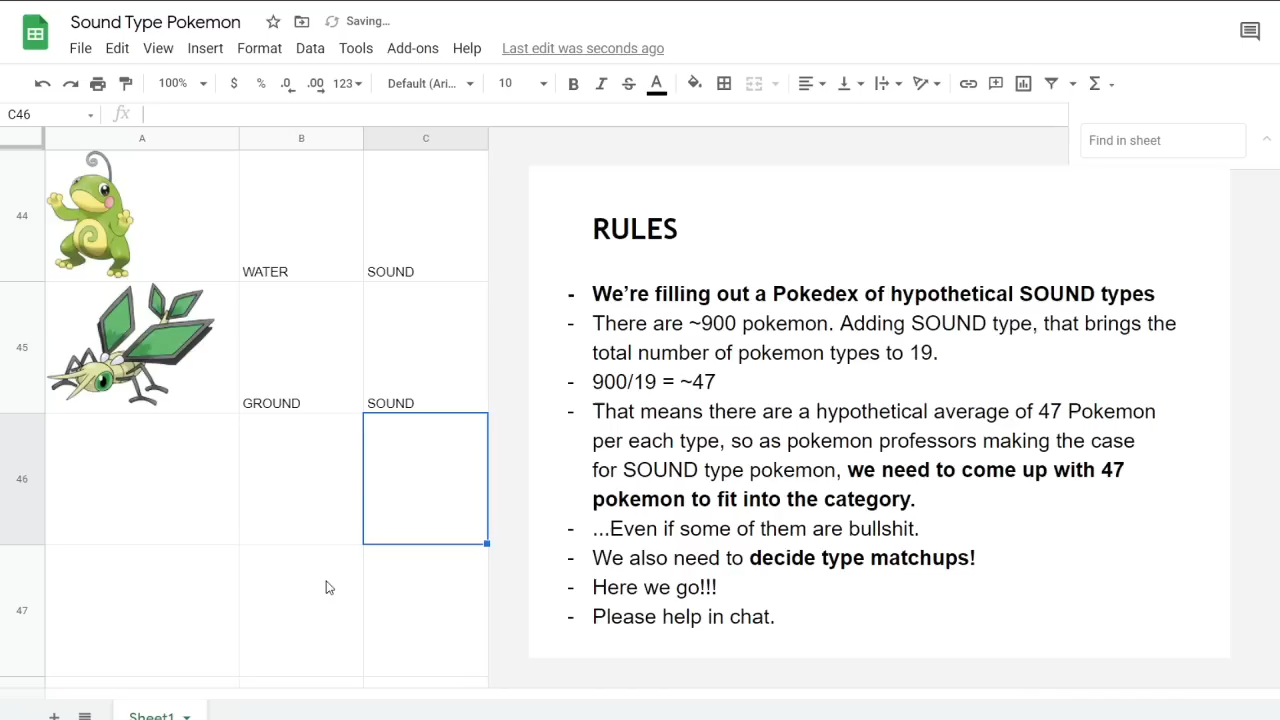 Sound Type Pokemon
Saving…
File Edit View Insert Format Data Tools Add-ons Help Last edit was seconds ago
100% $ % .0 .00 123 Default (Ari... 10 B I S A
C46 fx
Find in sheet
A B C
44 WATER SOUND
45 GROUND SOUND
46
47
RULES
- We’re filling out a Pokedex of hypothetical SOUND types
- There are ~900 pokemon. Adding SOUND type, that brings the
total number of pokemon types to 19.
- 900/19 = ~47
- That means there are a hypothetical average of 47 Pokemon
per each type, so as pokemon professors making the case
for SOUND type pokemon, we need to come up with 47
pokemon to fit into the category.
- ...Even if some of them are bullshit.
- We also need to decide type matchups!
- Here we go!!!
- Please help in chat.
Sheet1